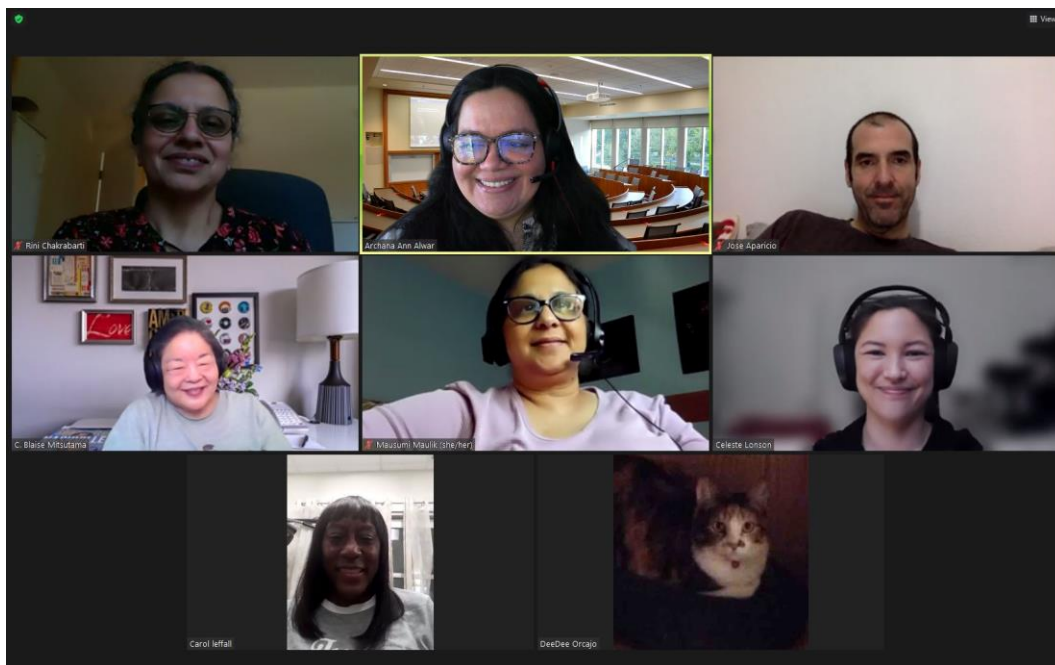 View
Rini Chakrabarti
Archana Ann Alwar
Jose Aparicio
Love
C. Blaise Mitsutama
Mausumi Maulik (she/her)
Celeste Lonson
Carol leffall
DeeDee Orcajo